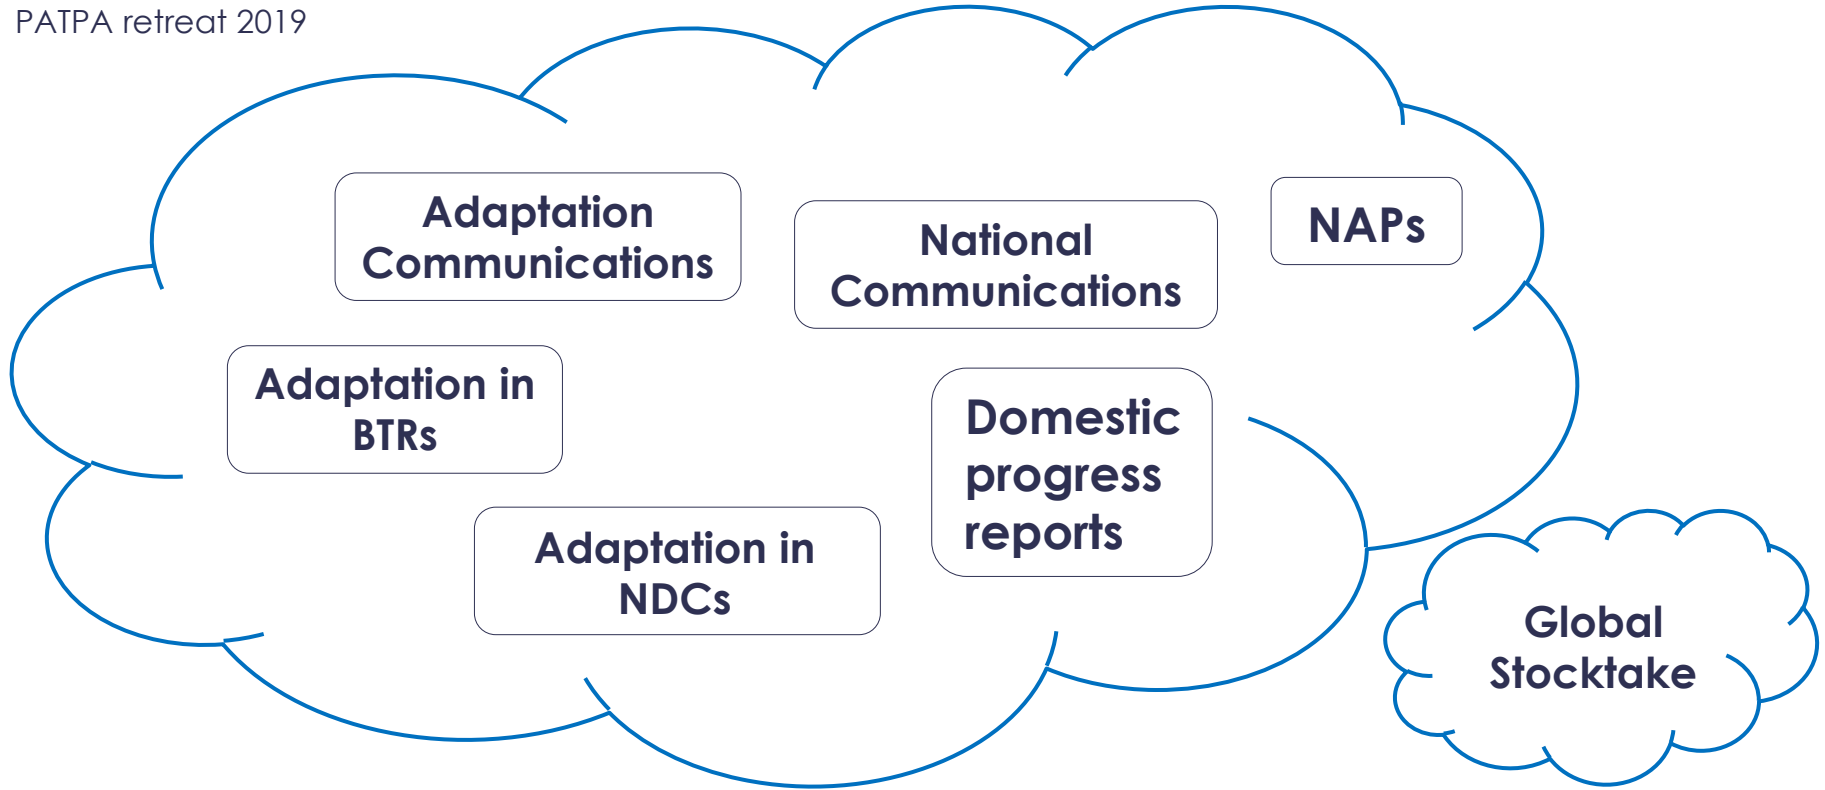 PATPA retreat 2019
Adaptation
Communications
National
Communications
NAPs
Adaptation in
BTRs
Domestic
progress
reports
Adaptation in
NDCs
Global
Stocktake